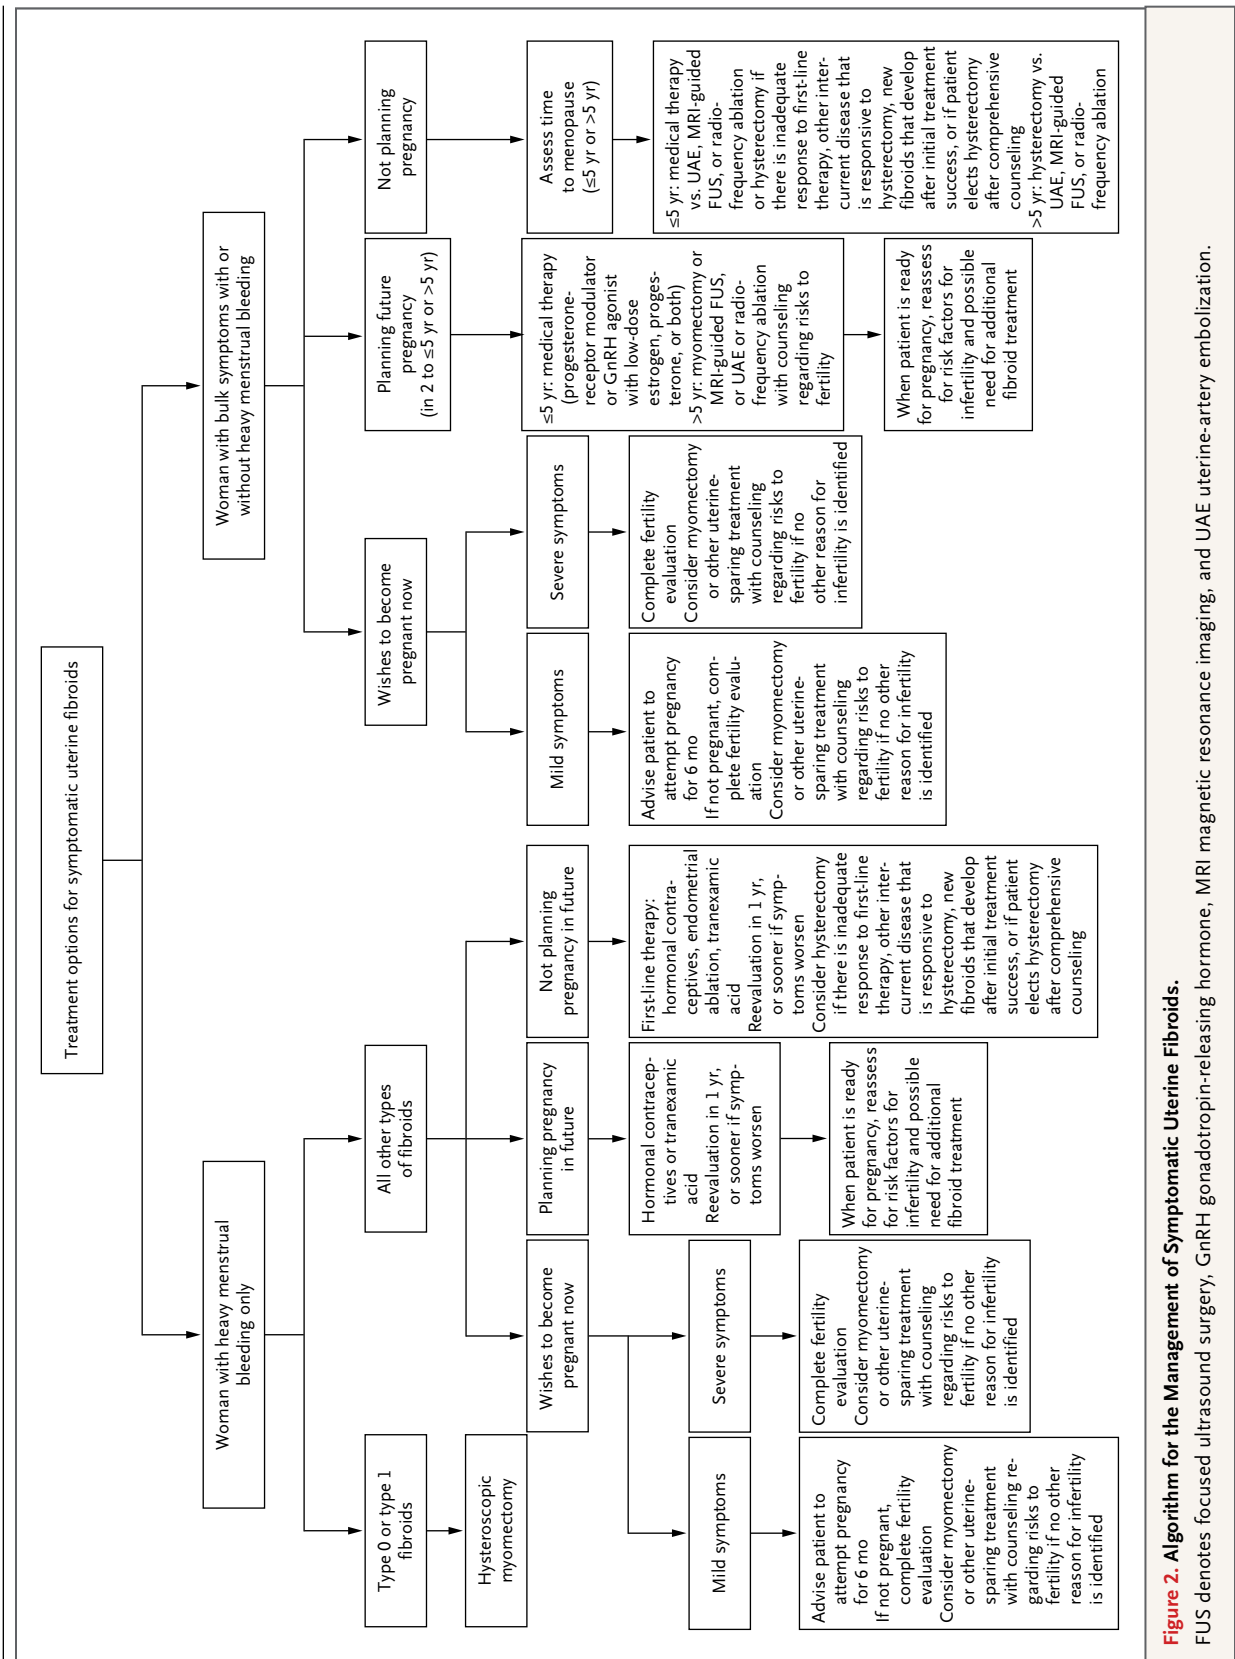 Treatment options for symptomatic uterine fibroids
Woman with heavy menstrual
bleeding only
Woman with bulk symptoms with or
without heavy menstrual bleeding
Type 0 or type 1
fibroids
All other types
of fibroids
Wishes to become
pregnant now
Planning future
pregnancy
(in 2 to ≤5 yr or >5 yr)
Not planning
pregnancy
Hysteroscopic
myomectomy
Wishes to become
pregnant now
Planning pregnancy
in future
Not planning
pregnancy in future
Mild symptoms
Severe symptoms
≤5 yr: medical therapy
(progesterone-
receptor modulator
or GnRH agonist
with low-dose
estrogen, proges-
terone, or both)
>5 yr: myomectomy or
MRI-guided FUS,
or UAE or radio-
frequency ablation
with counseling
regarding risks to
fertility
Assess time
to menopause
(≤5 yr or >5 yr)
Mild symptoms
Severe symptoms
Hormonal contracep-
tives or tranexamic
acid
Reevaluation in 1 yr,
or sooner if symp-
toms worsen
First-line therapy:
hormonal contra-
ceptives, endometrial
ablation, tranexamic
acid
Reevaluation in 1 yr,
or sooner if symp-
toms worsen
Consider hysterectomy
if there is inadequate
response to first-line
therapy, other inter-
current disease that
is responsive to
hysterectomy, new
fibroids that develop
after initial treatment
success, or if patient
elects hysterectomy
after comprehensive
counseling
Advise patient to
attempt pregnancy
for 6 mo
If not pregnant, com-
plete fertility evalu-
ation
Consider myomectomy
or other uterine-
sparing treatment
with counseling
regarding risks to
fertility if no other
reason for infertility
is identified
Complete fertility
evaluation
Consider myomectomy
or other uterine-
sparing treatment
with counseling
regarding risks to
fertility if no
other reason for
infertility is identified
When patient is ready
for pregnancy, reassess
for risk factors for
infertility and possible
need for additional
fibroid treatment
≤5 yr: medical therapy
vs. UAE, MRI-guided
FUS, or radio-
frequency ablation
or hysterectomy if
there is inadequate
response to first-line
therapy, other inter-
current disease that
is responsive to
hysterectomy, new
fibroids that develop
after initial treatment
success, or if patient
elects hysterectomy
after comprehensive
counseling
>5 yr: hysterectomy vs.
UAE, MRI-guided
FUS, or radio-
frequency ablation
Advise patient to
attempt pregnancy
for 6 mo
If not pregnant,
complete fertility
evaluation
Consider myomectomy
or other uterine-
sparing treatment
with counseling re-
garding risks to
fertility if no other
reason for infertility
is identified
Complete fertility
evaluation
Consider myomectomy
or other uterine-
sparing treatment
with counseling
regarding risks to
fertility if no other
reason for infertility
is identified
When patient is ready
for pregnancy, reassess
for risk factors for
infertility and possible
need for additional
fibroid treatment
Figure 2. Algorithm for the Management of Symptomatic Uterine Fibroids.
FUS denotes focused ultrasound surgery, GnRH gonadotropin-releasing hormone, MRI magnetic resonance imaging, and UAE uterine-artery embolization.